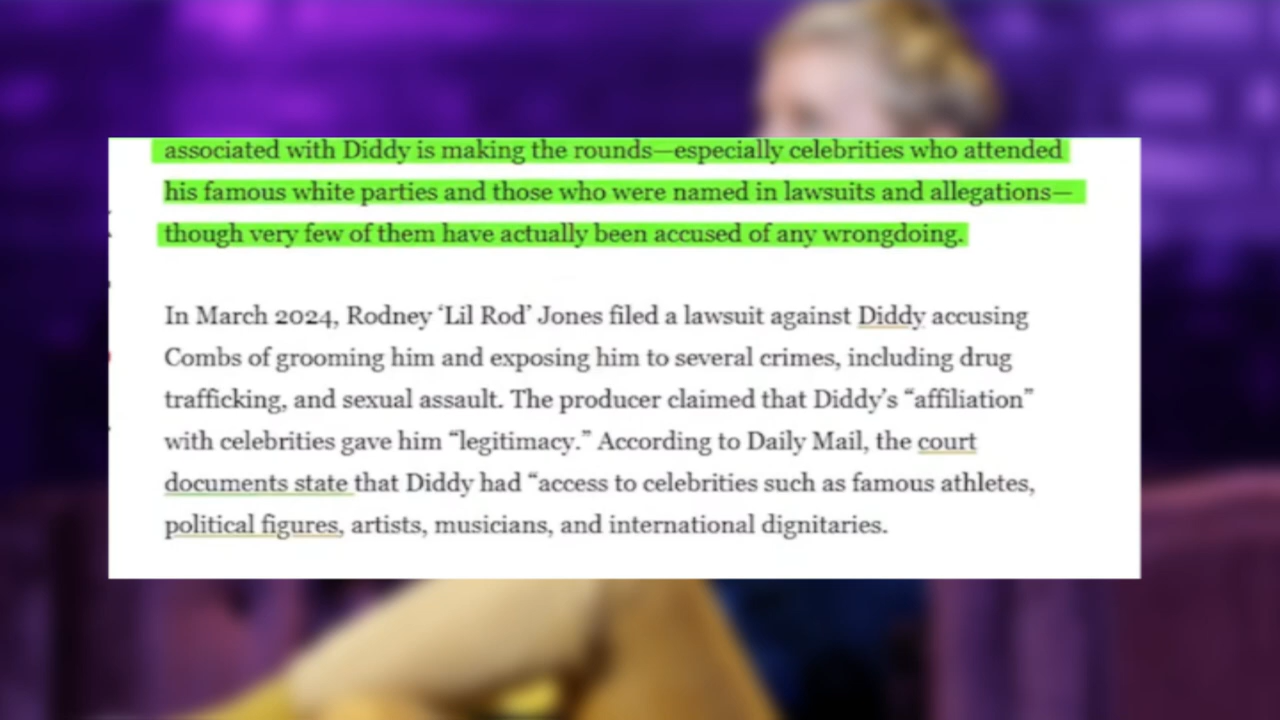 associated with Diddy is making the rounds—especially celebrities who attended
his famous white parties and those who were named in lawsuits and allegations—
though very few of them have actually been accused of any wrongdoing.
In March 2024, Rodney ‘Lil Rod’ Jones filed a lawsuit against Diddy accusing
Combs of grooming him and exposing him to several crimes, including drug
trafficking, and sexual assault. The producer claimed that Diddy’s “affiliation”
with celebrities gave him “legitimacy.” According to Daily Mail, the court
documents state that Diddy had “access to celebrities such as famous athletes,
political figures, artists, musicians, and international dignitaries.